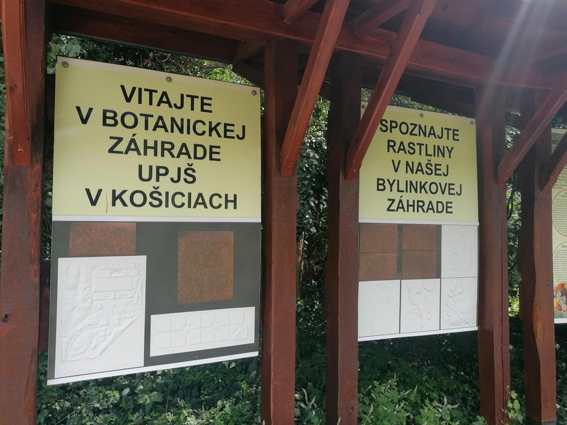 VITAJTE
V BOTANICKEJ
ZÁHRADE
UPJŠ
V KOŠICIACH
SPOZNAJTE
RASTLINY
V NAŠEJ
BYLINKOVEJ
ZÁHRADE